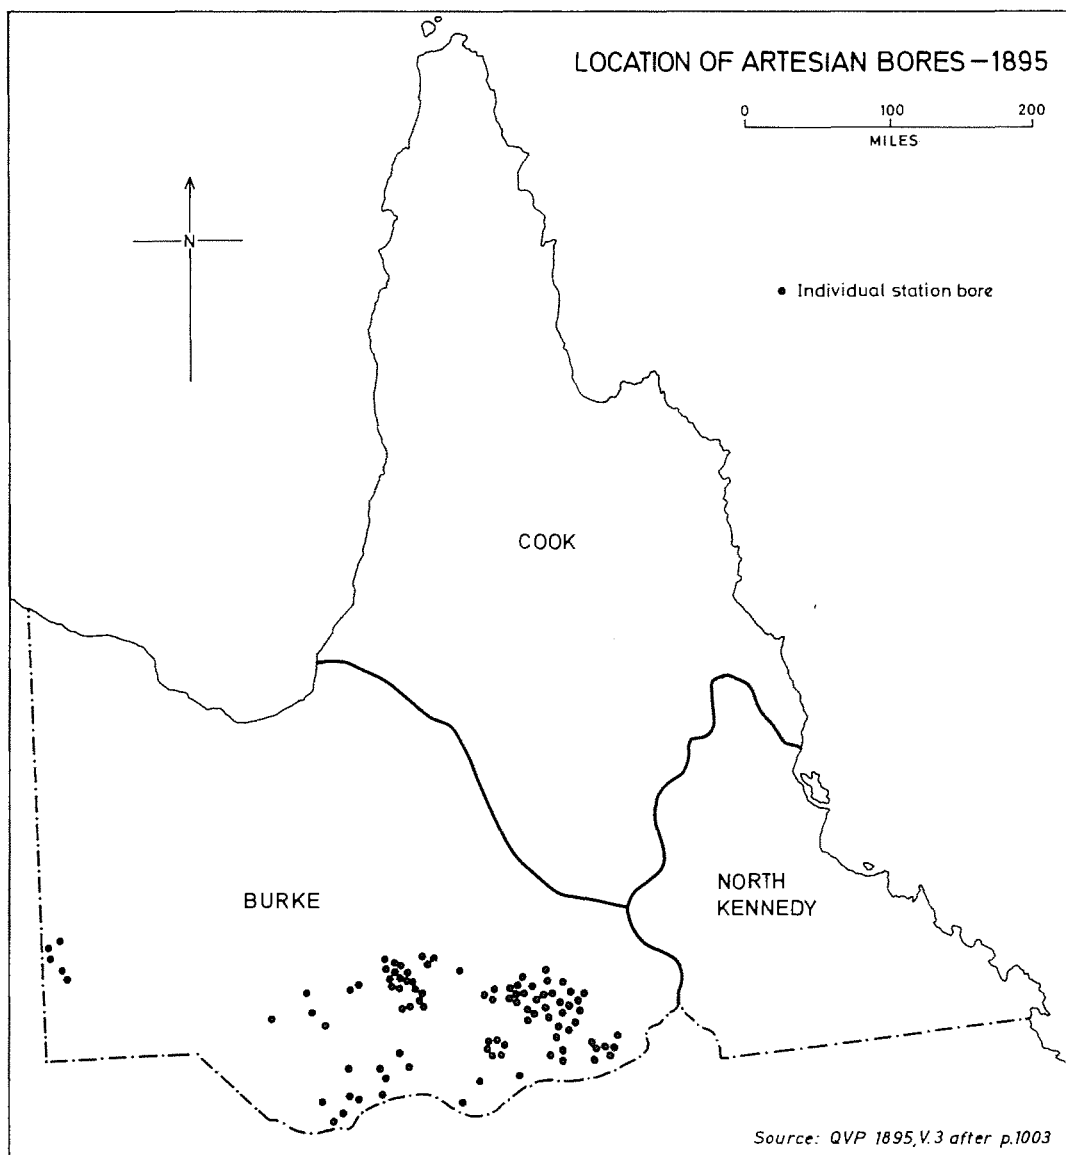 LOCATION OF ARTESIAN BORES – 1895
0 100 200
MILES
N
Individual station bore
COOK
BURKE
NORTH
KENNEDY
Source: QVP 1895, V.3 after p.1003